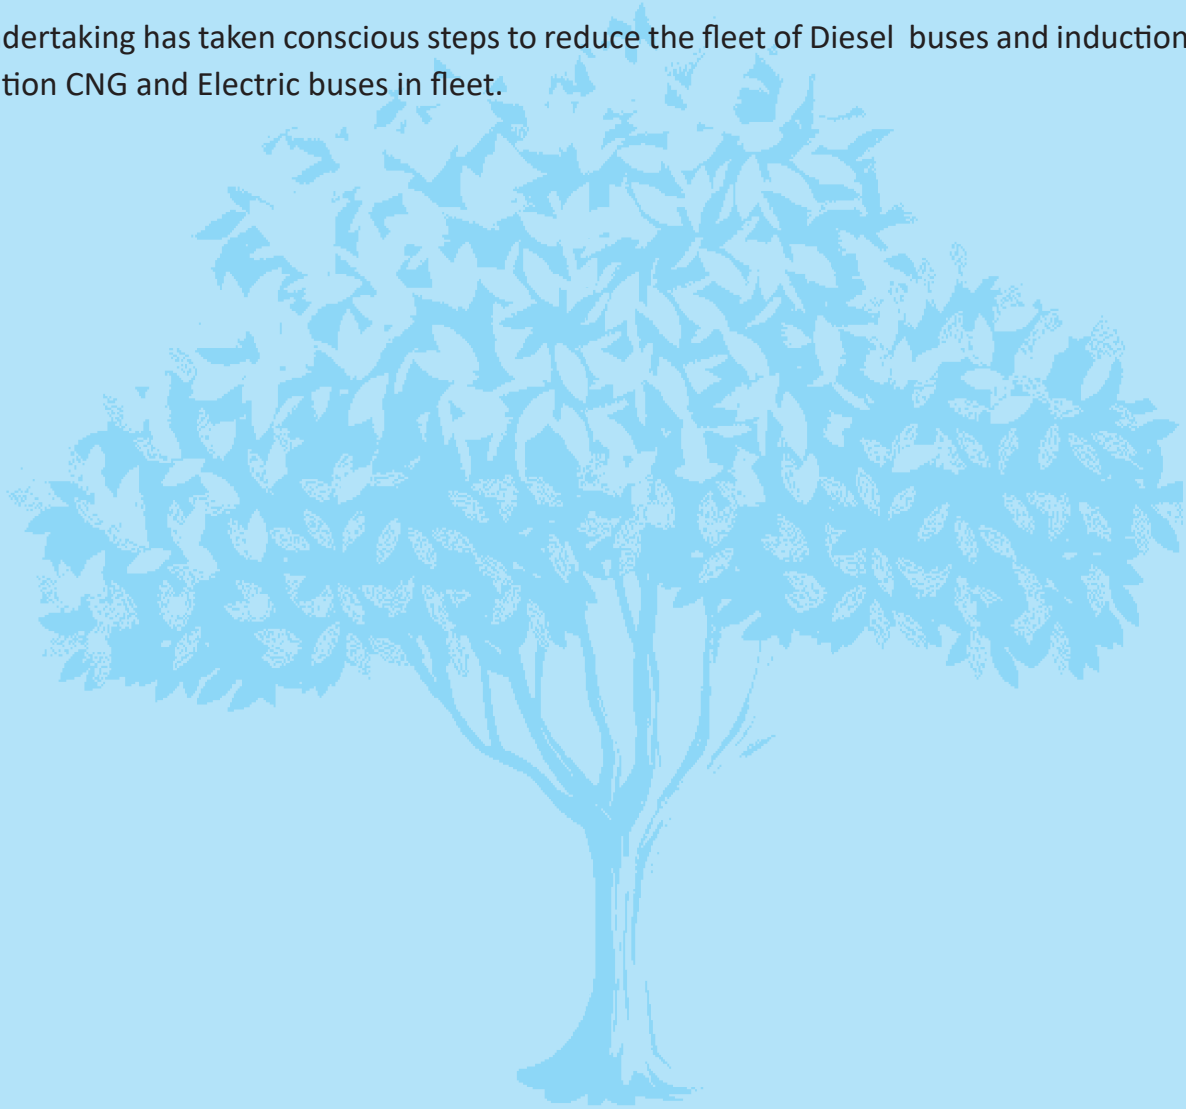 dertaking has taken conscious steps to reduce the fleet of Diesel buses and induction
tion CNG and Electric buses in fleet.